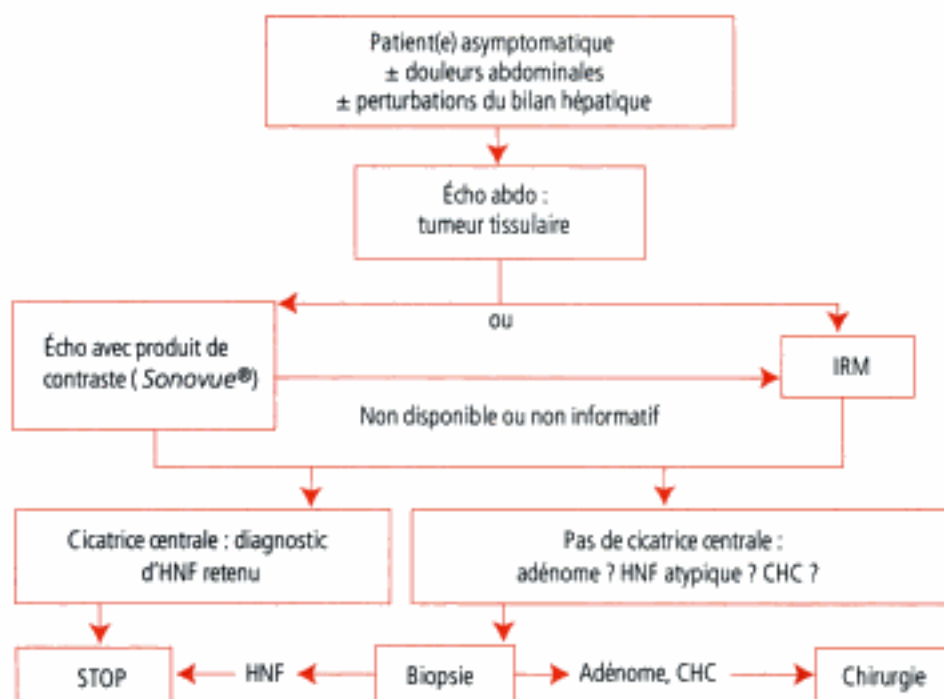 Patient(e) asymptomatique
± douleurs abdominales
± perturbations du bilan hépatique
Écho abdo :
tumeur tissulaire
ou
Écho avec produit de
contraste ( Sonovue®)
IRM
Non disponible ou non informatif
Cicatrice centrale : diagnostic
d'HNF retenu
Pas de cicatrice centrale :
adénome ? HNF atypique ? CHC ?
STOP
HNF
Biopsie
Adénome, CHC
Chirurgie